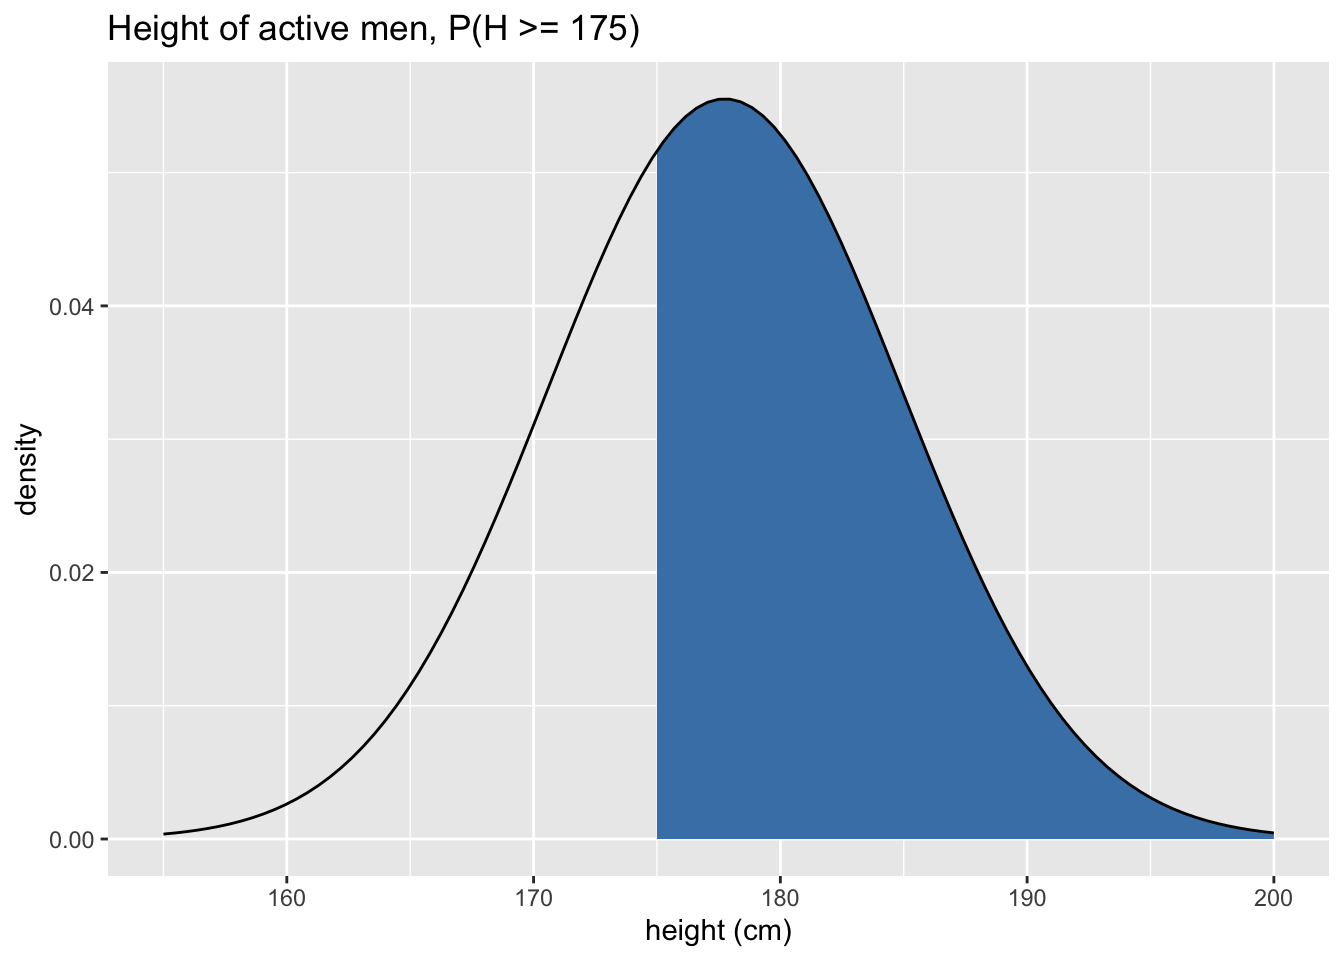 Height of active men, P(H >= 175)
density
0.04
0.02
0.00
160 170 180 190 200
height (cm)